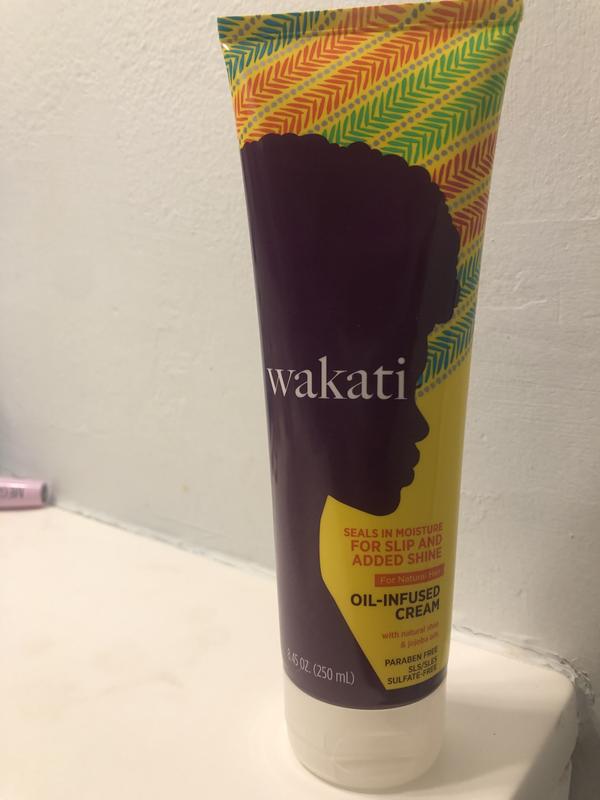 wakati
SEALS IN MOISTURE
FOR SLIP AND
ADDED SHINE
For Natural Hair
OIL-INFUSED
CREAM
with natural shea
& jojoba oils
PARABEN FREE
SLS/SLES
SULFATE-FREE
8.45 OZ. (250 mL)